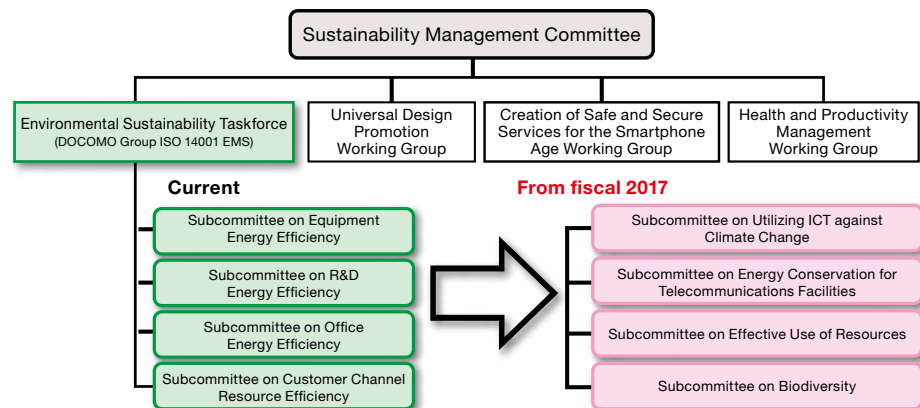 Sustainability Management Committee
Environmental Sustainability Taskforce
(DOCOMO Group ISO 14001 EMS)
Universal Design
Promotion
Working Group
Creation of Safe and Secure
Services for the Smartphone
Age Working Group
Health and Productivity
Management
Working Group
Current
Subcommittee on Equipment
Energy Efficiency
Subcommittee on R&D
Energy Efficiency
Subcommittee on Office
Energy Efficiency
Subcommittee on Customer Channel
Resource Efficiency
From fiscal 2017
Subcommittee on Utilizing ICT against
Climate Change
Subcommittee on Energy Conservation for
Telecommunications Facilities
Subcommittee on Effective Use of Resources
Subcommittee on Biodiversity